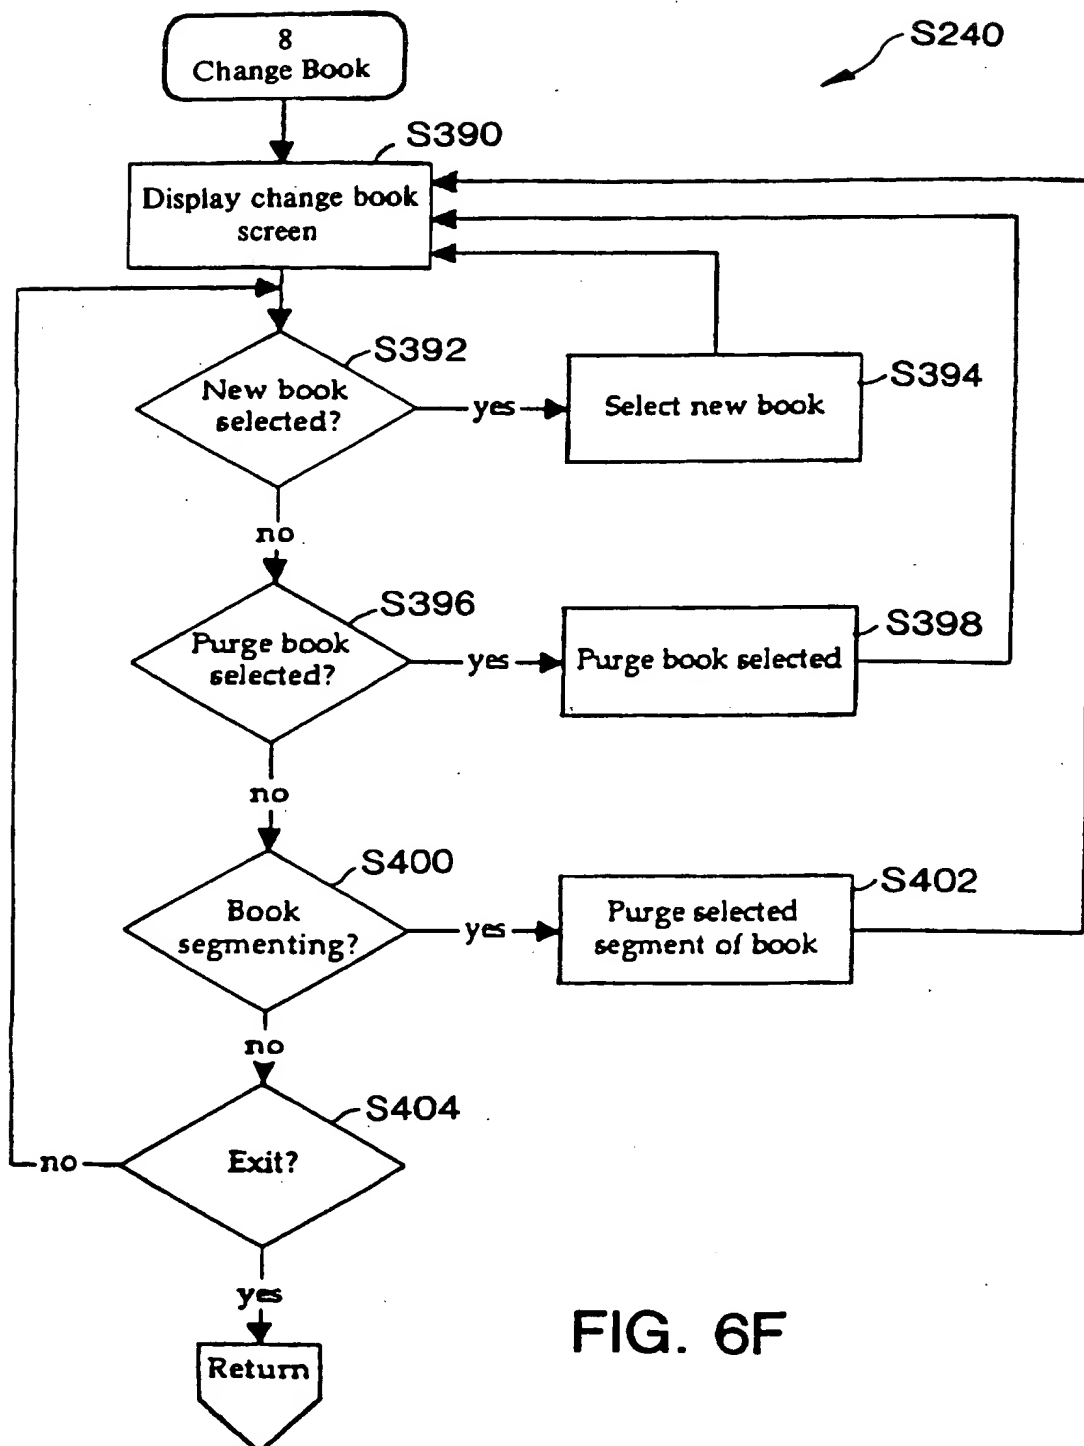 8
Change Book
S240
S390
Display change book
screen
S392
New book
selected?
yes
Select new book
S394
no
S396
Purge book
selected?
yes
Purge book selected
S398
no
S400
Book
segmenting?
yes
Purge selected
segment of book
S402
no
S404
Exit?
no
yes
Return
FIG. 6F